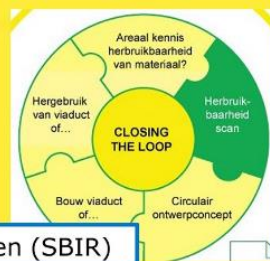 Areaal kennis
herbruikbaarheid
van materiaal?
Herbruik-
baarheid
scan
Hergebruik
van viaduct
of...
CLOSING
THE LOOP
Bouw viaduct
of...
Circulair
ontwerpconcept
en (SBIR)